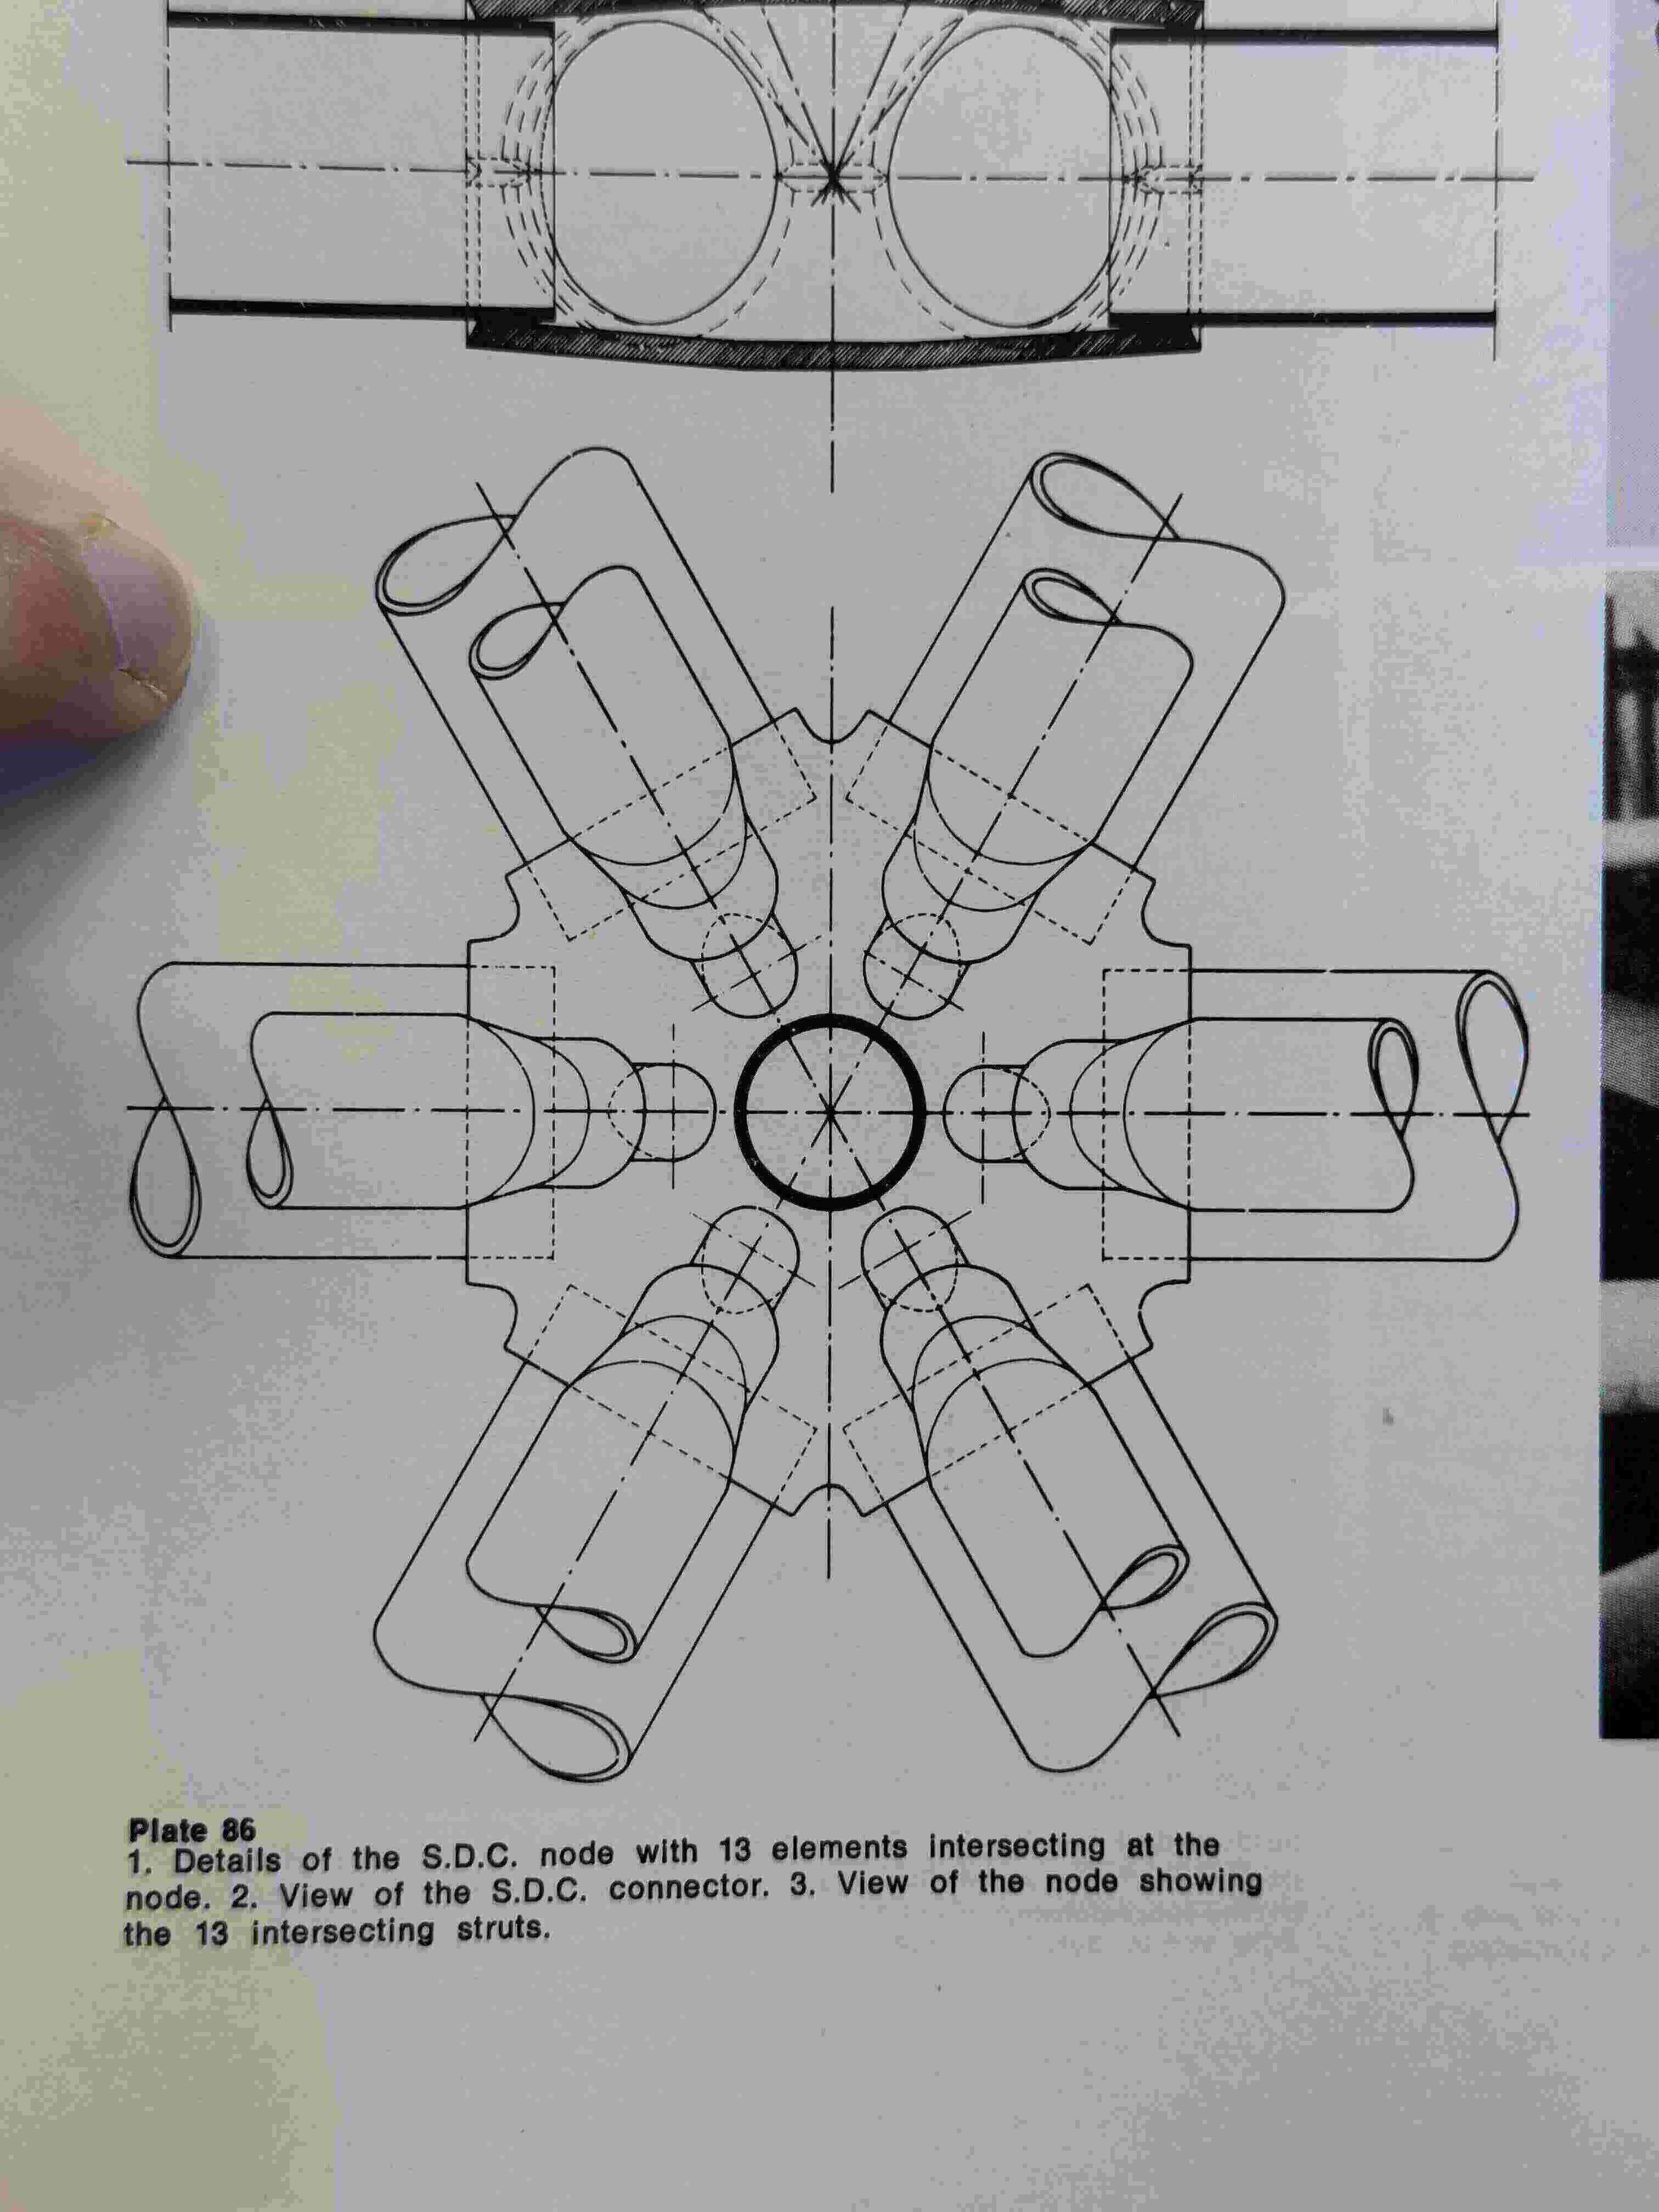 Plate 86
1. Details of the S.D.C. node with 13 elements intersecting at the
node. 2. View of the S.D.C. connector. 3. View of the node showing
the 13 intersecting struts.